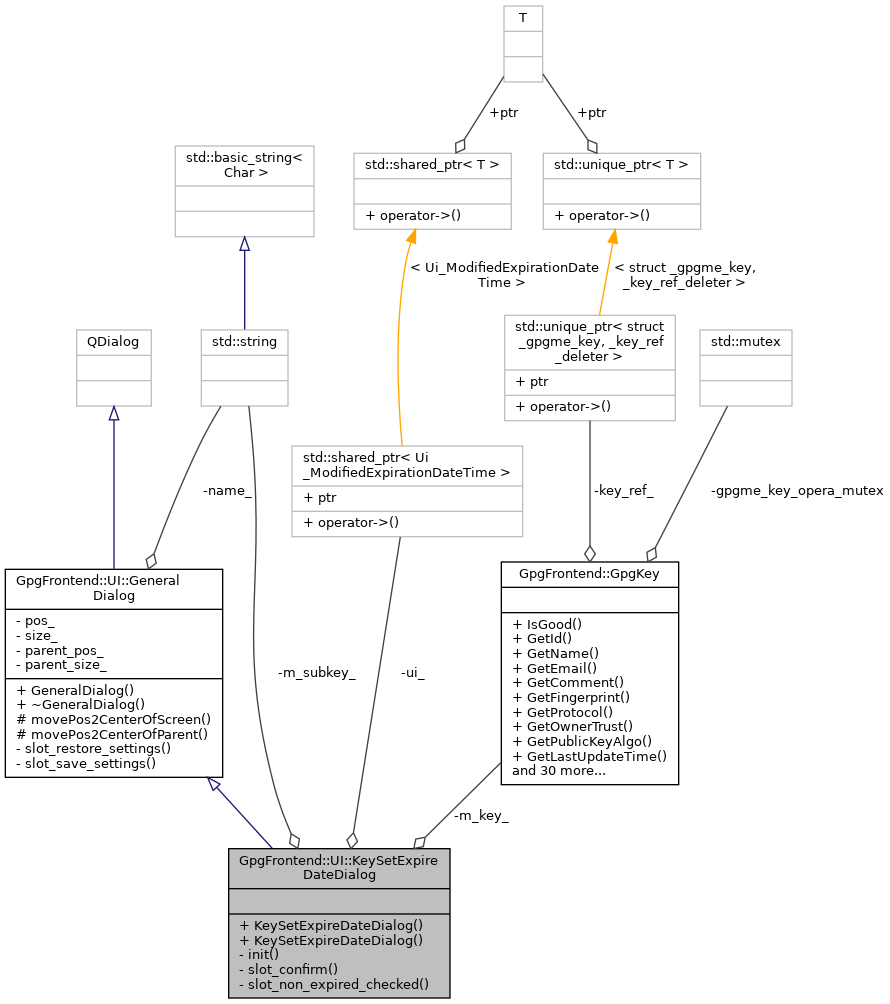 T
+ptr
+ptr
std::basic_string<
Char >
std::shared_ptr< T >
+ operator->()
std::unique_ptr< T >
+ operator->()
< Ui_ModifiedExpirationDate
Time >
< struct _gpgme_key,
_key_ref_deleter >
QDialog
std::string
std::unique_ptr< struct
_gpgme_key, _key_ref
_deleter >
+ ptr
+ operator->()
std::mutex
std::shared_ptr< Ui
_ModifiedExpirationDateTime >
+ ptr
+ operator->()
-name_
-key_ref_
-gpgme_key_opera_mutex
GpgFrontend::UI::General
Dialog
- pos_
- size_
- parent_pos_
- parent_size_
+ GeneralDialog()
+ ~GeneralDialog()
# movePos2CenterOfScreen()
# movePos2CenterOfParent()
- slot_restore_settings()
- slot_save_settings()
-m_subkey_
-ui_
GpgFrontend::GpgKey
+ IsGood()
+ GetId()
+ GetName()
+ GetEmail()
+ GetComment()
+ GetFingerprint()
+ GetProtocol()
+ GetOwnerTrust()
+ GetPublicKeyAlgo()
+ GetLastUpdateTime()
and 30 more...
-m_key_
GpgFrontend::UI::KeySetExpire
DateDialog
+ KeySetExpireDateDialog()
+ KeySetExpireDateDialog()
- init()
- slot_confirm()
- slot_non_expired_checked()